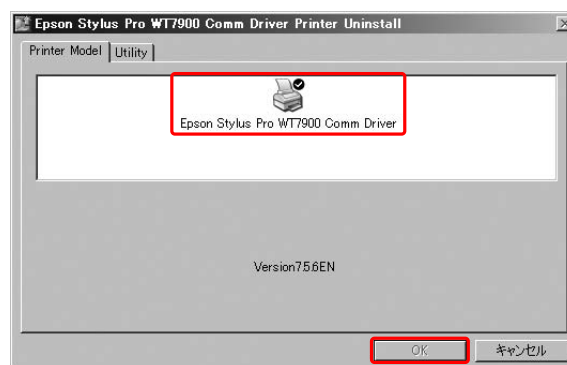 Epson Stylus Pro WT7900 Comm Driver Printer Uninstall
Printer Model Utility
Epson Stylus Pro WT7900 Comm Driver
Version7.5.6EN
OK キャンセル